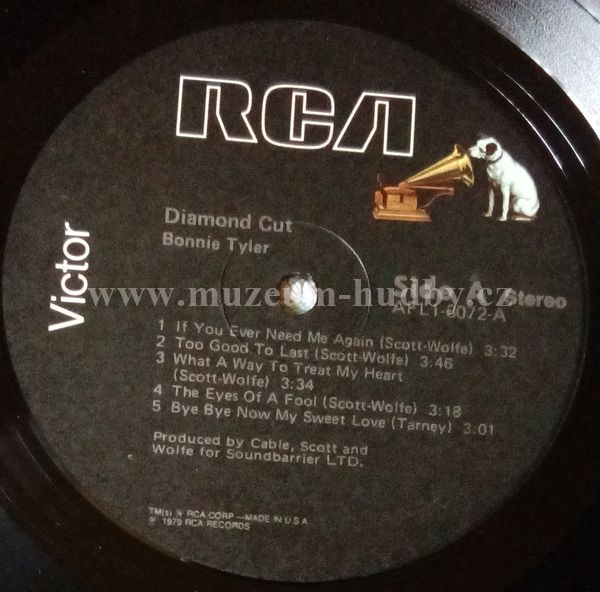 RCA
Victor
Diamond Cut
Bonnie Tyler
Side A Stereo
AFL1-3072-A
www.muzeum-hudby.cz
1 If You Ever Need Me Again (Scott-Wolfe) 3:32
2 Too Good To Last (Scott-Wolfe) 3:46
3 What A Way To Treat My Heart
(Scott-Wolfe) 3:34
4 The Eyes Of A Fool (Scott-Wolfe) 3:18
5 Bye Bye Now My Sweet Love (Tarney) 3:01
Produced by Cable, Scott and
Wolfe for Soundbarrier LTD.
TM(s) ® RCA CORP—MADE IN U.S.A
℗ 1979 RCA RECORDS